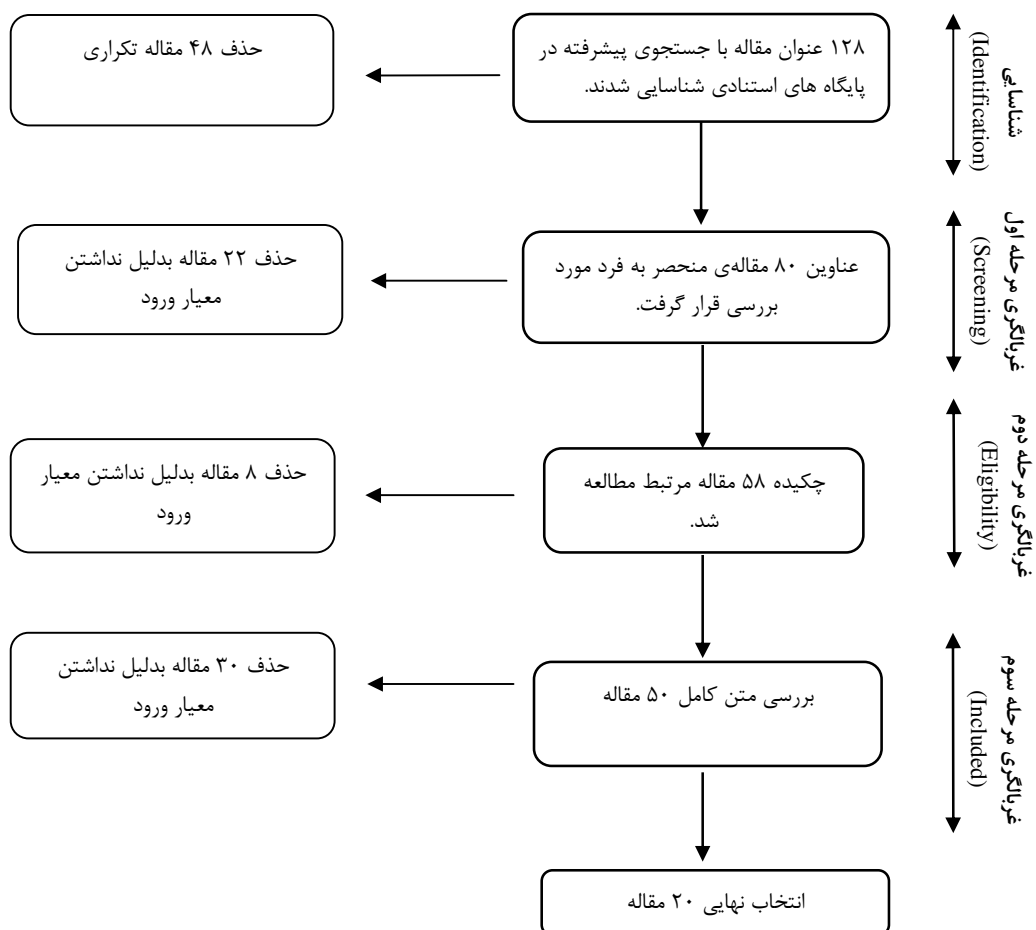 شناسایی
(Identification)
۱۲۸ عنوان مقاله با جستجوی پیشرفته در
پایگاه های استنادی شناسایی شدند.
حذف ۴۸ مقاله تکراری
غربالگری مرحله اول
(Screening)
عناوین ۸۰ مقاله‌ی منحصر به فرد مورد
بررسی قرار گرفت.
حذف ۲۲ مقاله بدلیل نداشتن
معیار ورود
غربالگری مرحله دوم
(Eligibility)
چکیده ۵۸ مقاله مرتبط مطالعه
شد.
حذف ۸ مقاله بدلیل نداشتن معیار
ورود
غربالگری مرحله سوم
(Included)
بررسی متن کامل ۵۰ مقاله
حذف ۳۰ مقاله بدلیل نداشتن
معیار ورود
انتخاب نهایی ۲۰ مقاله